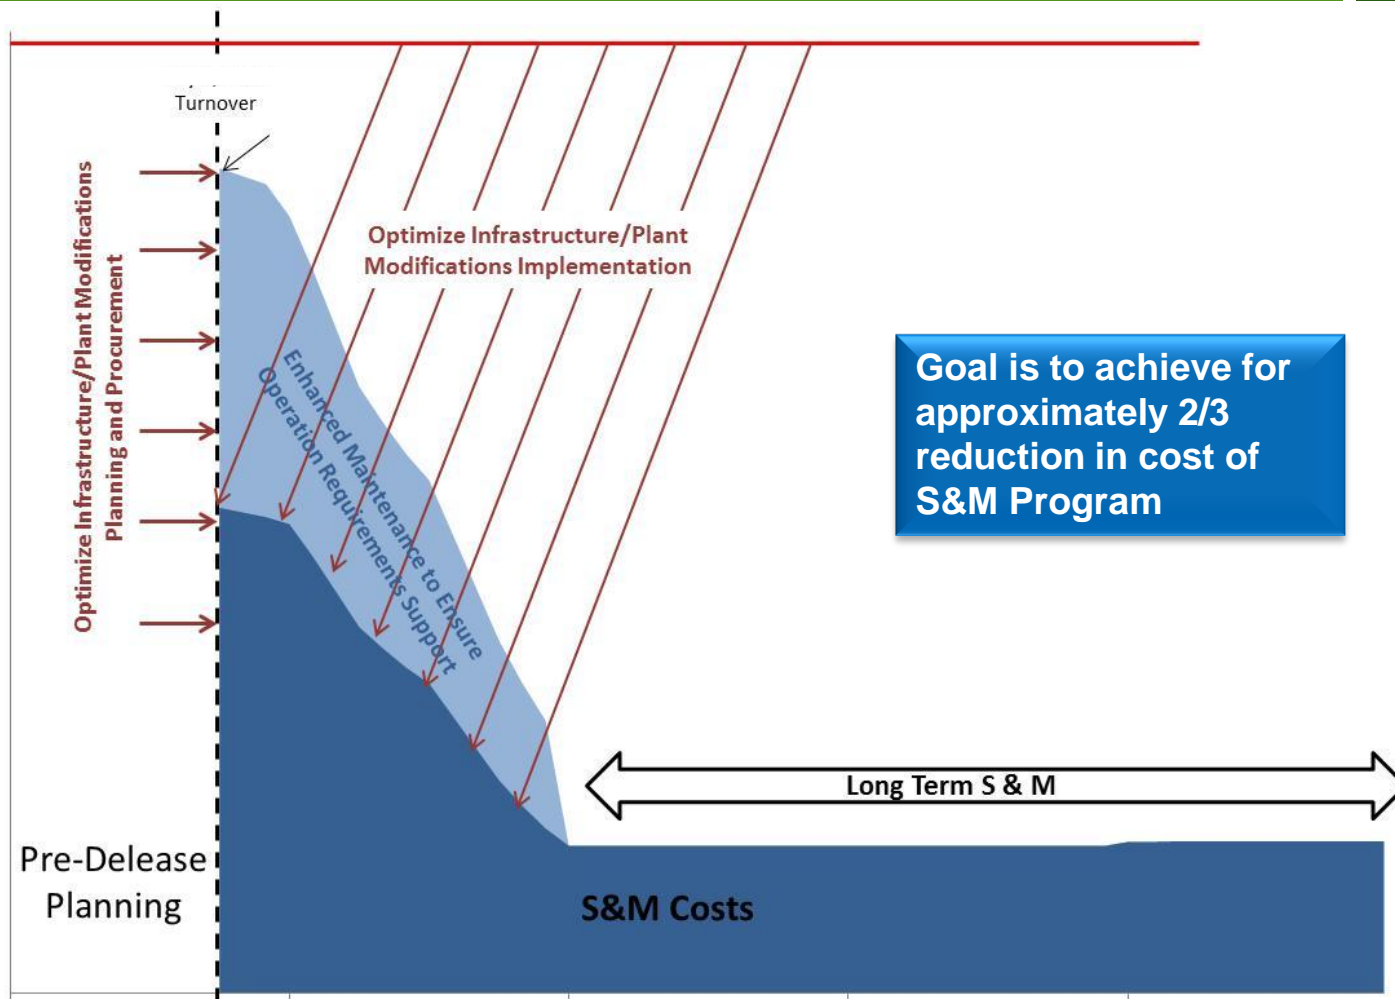 Turnover
Optimize Infrastructure/Plant Modifications
Planning and Procurement
Optimize Infrastructure/Plant
Modifications Implementation
Enhanced Maintenance to Ensure
Operation Requirements Support
Goal is to achieve for
approximately 2/3
reduction in cost of
S&M Program
Long Term S & M
Pre-Delease
Planning
S&M Costs